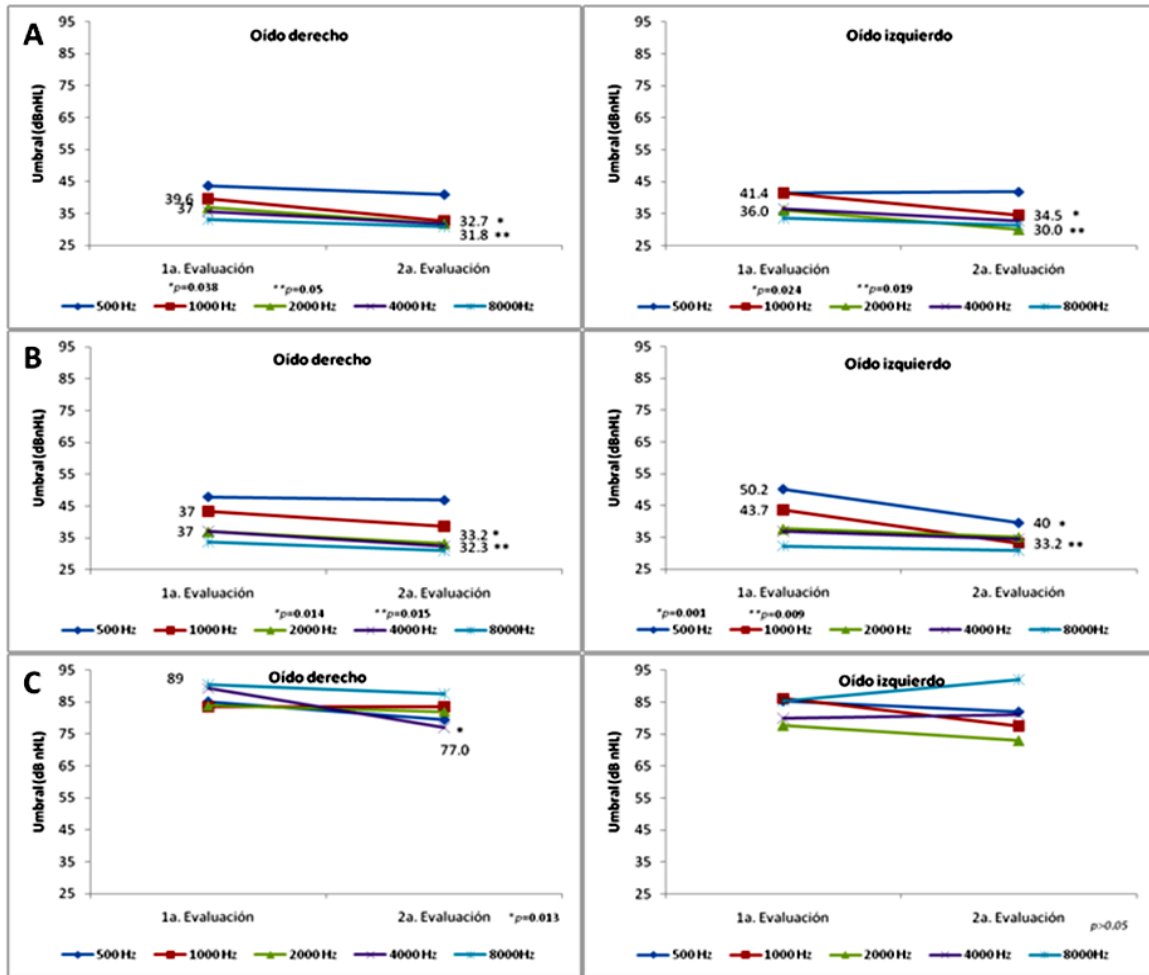 A
Oído derecho
Umbral (dBnHL)
95
85
75
65
55
45
35
25
39.6
37
32.7 *
31.8 **
1a. Evaluación 2a. Evaluación
*p=0.038 **p=0.05
500 Hz 1000 Hz 2000 Hz 4000 Hz 8000Hz
Oído izquierdo
Umbral (dBnHL)
95
85
75
65
55
45
35
25
41.4
36.0
34.5 *
30.0 **
1a. Evaluación 2a. Evaluación
*p=0.024 **p=0.019
500 Hz 1000 Hz 2000 Hz 4000 Hz 8000Hz
B
Oído derecho
Umbral (dBnHL)
95
85
75
65
55
45
35
25
37
37
33.2 *
32.3 **
1a. Evaluación 2a. Evaluación
*p=0.014 **p=0.015
500 Hz 1000 Hz 2000 Hz 4000 Hz 8000Hz
Oído izquierdo
Umbral (dBnHL)
95
85
75
65
55
45
35
25
50.2
43.7
40 *
33.2 **
1a. Evaluación 2a. Evaluación
*p=0.001 **p=0.009
500 Hz 1000 Hz 2000 Hz 4000 Hz 8000Hz
C
Oído derecho
Umbral (dB nHL)
95
85
75
65
55
45
35
25
89
*
77.0
1a. Evaluación 2a. Evaluación
*p=0.013
500 Hz 1000 Hz 2000 Hz 4000 Hz 8000Hz
Oído izquierdo
Umbral (dB nHL)
95
85
75
65
55
45
35
25
1a. Evaluación 2a. Evaluación
p>0.05
500 Hz 1000 Hz 2000 Hz 4000 Hz 8000Hz